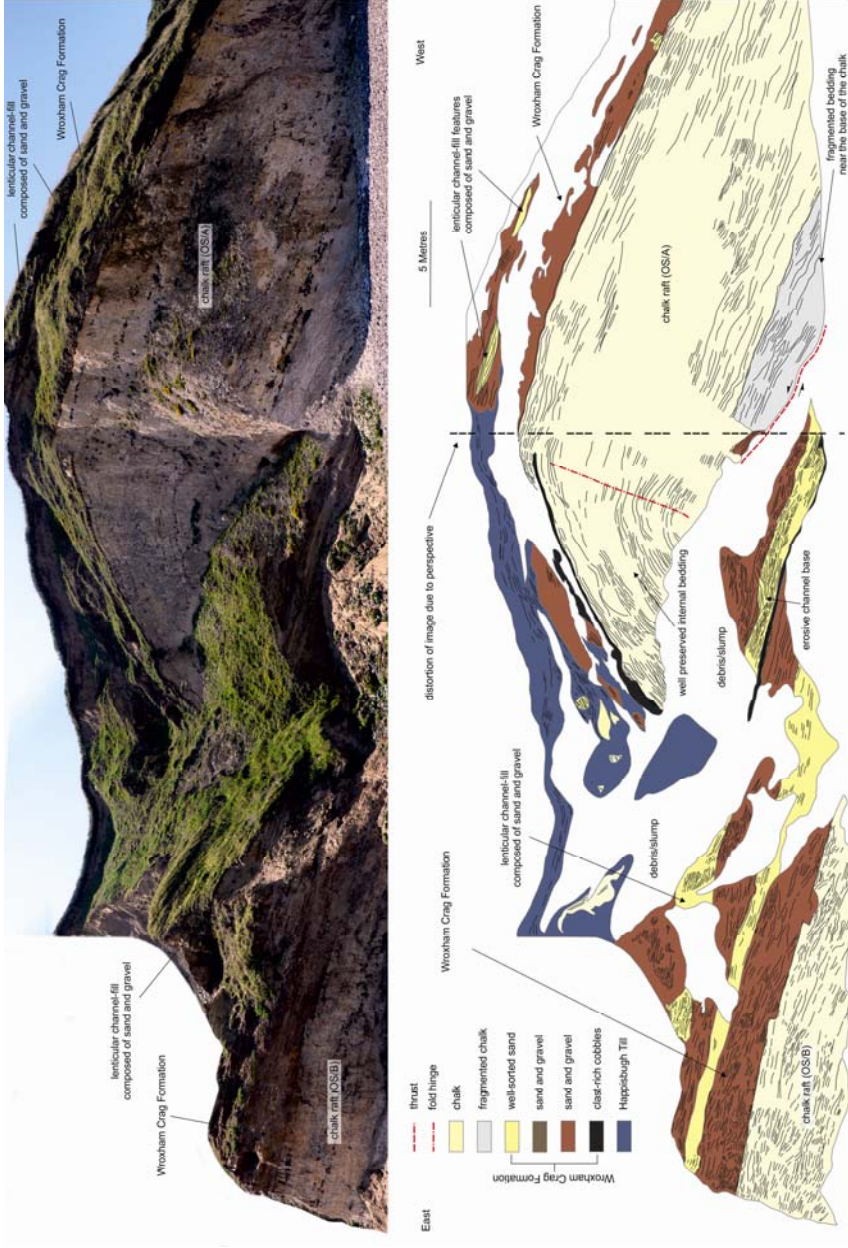 lenticular channel-fill
composed of sand and gravel
Wroxham Crag Formation
lenticular channel-fill
composed of sand and gravel
Wroxham Crag Formation
chalk raft (OS/B)
chalk raft (OS/A)
East
West
5 Metres
thrust
fold hinge
chalk
fragmented chalk
well-sorted sand
sand and gravel
sand and gravel
clast-rich cobbles
Happisbugh Till
Wroxham Crag Formation
Wroxham Crag Formation
lenticular channel-fill
composed of sand and gravel
distortion of image due to perspective
lenticular channel-fill features
composed of sand and gravel
Wroxham Crag Formation
debris/slump
debris/slump
well preserved internal bedding
erosive channel base
chalk raft (OS/A)
chalk raft (OS/B)
fragmented bedding
near the base of the chalk